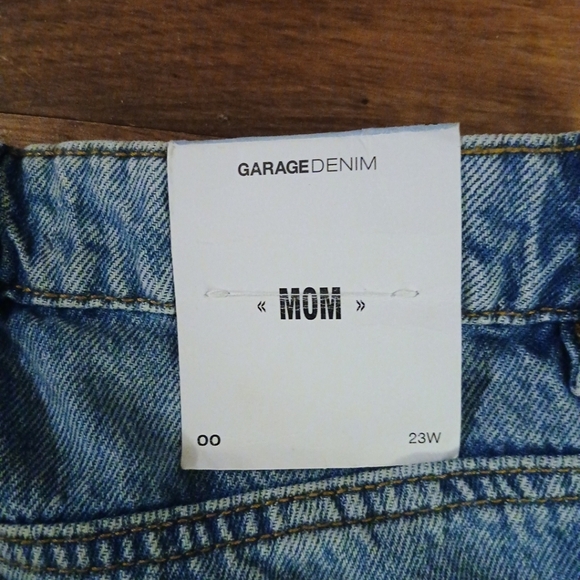 GARAGEDENIM
« MOM »
00 23W